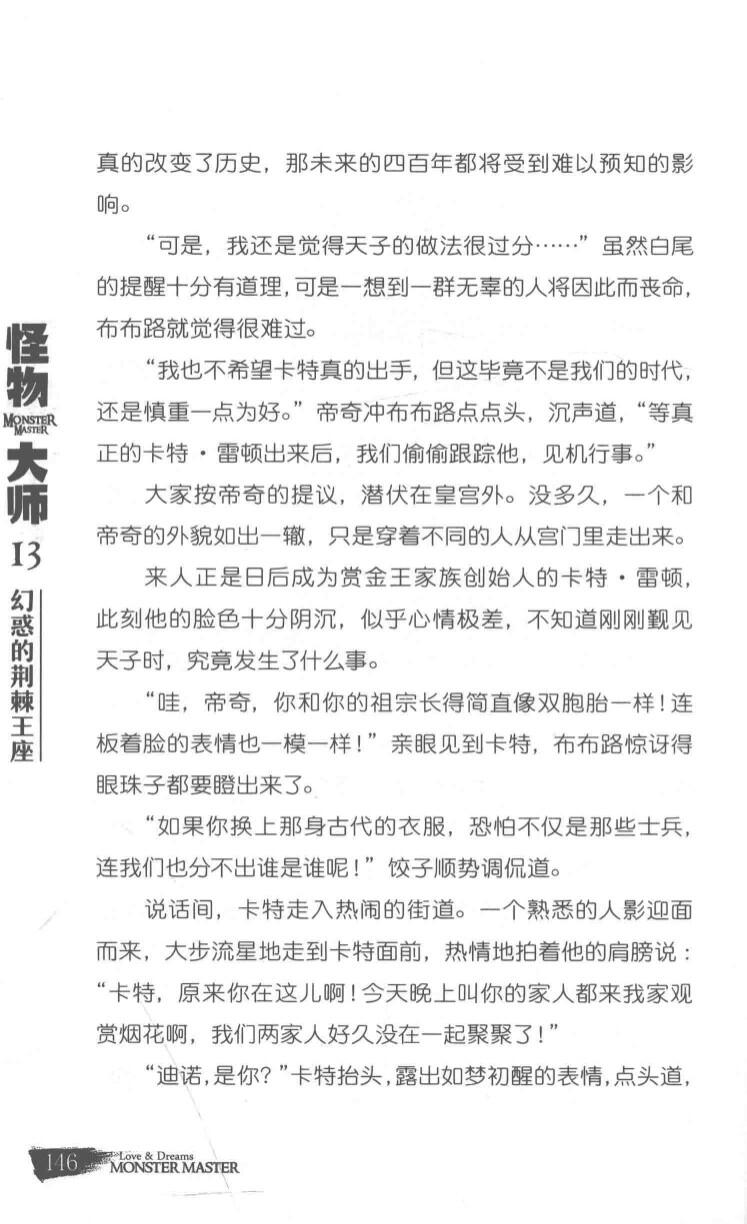 真的改变了历史，那未来的四百年都将受到难以预知的影
响。
“可是，我还是觉得天子的做法很过分……”虽然白尾
的提醒十分有道理，可是一想到一群无辜的人将因此而丧命，
布布路就觉得很难过。
“我也不希望卡特真的出手，但这毕竟不是我们的时代，
还是慎重一点为好。”帝奇冲布布路点点头，沉声道，“等真
正的卡特·雷顿出来后，我们偷偷跟踪他，见机行事。”
大家按帝奇的提议，潜伏在皇宫外。没多久，一个和
帝奇的外貌如出一辙，只是穿着不同的人从宫门里走出来。
来人正是日后成为赏金王家族创始人的卡特·雷顿，
此刻他的脸色十分阴沉，似乎心情极差，不知道刚刚觐见
天子时，究竟发生了什么事。
“哇，帝奇，你和你的祖宗长得简直像双胞胎一样！连
板着脸的表情也一模一样！”亲眼见到卡特，布布路惊讶得
眼珠子都要瞪出来了。
“如果你换上那身古代的衣服，恐怕不仅是那些士兵，
连我们也分不出谁是谁呢！”饺子顺势调侃道。
说话间，卡特走入热闹的街道。一个熟悉的人影迎面
而来，大步流星地走到卡特面前，热情地拍着他的肩膀说：
“卡特，原来你在这儿啊！今天晚上叫你的家人都来我家观
赏烟花啊，我们两家人好久没在一起聚聚了！”
“迪诺，是你？”卡特抬头，露出如梦初醒的表情，点头道，
怪物
MONSTER
MASTER
大师
13
幻惑的荆棘王座
146
Love & Dreams
MONSTER MASTER